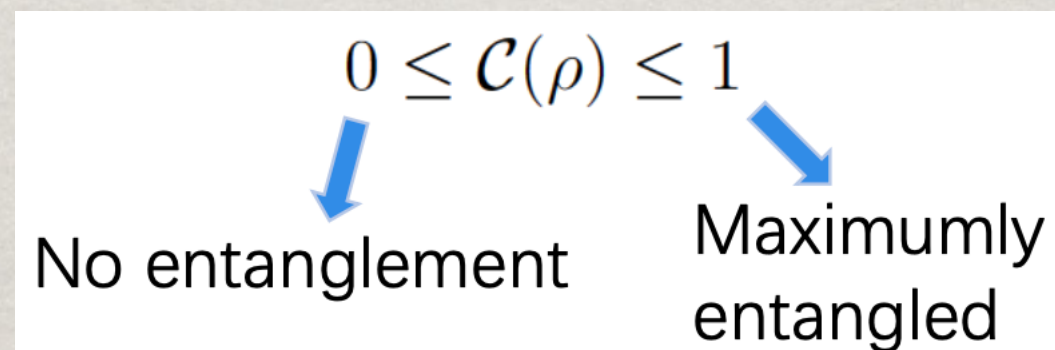 0 ≤ 𝒞(ρ) ≤ 1
No entanglement
Maximumly
entangled